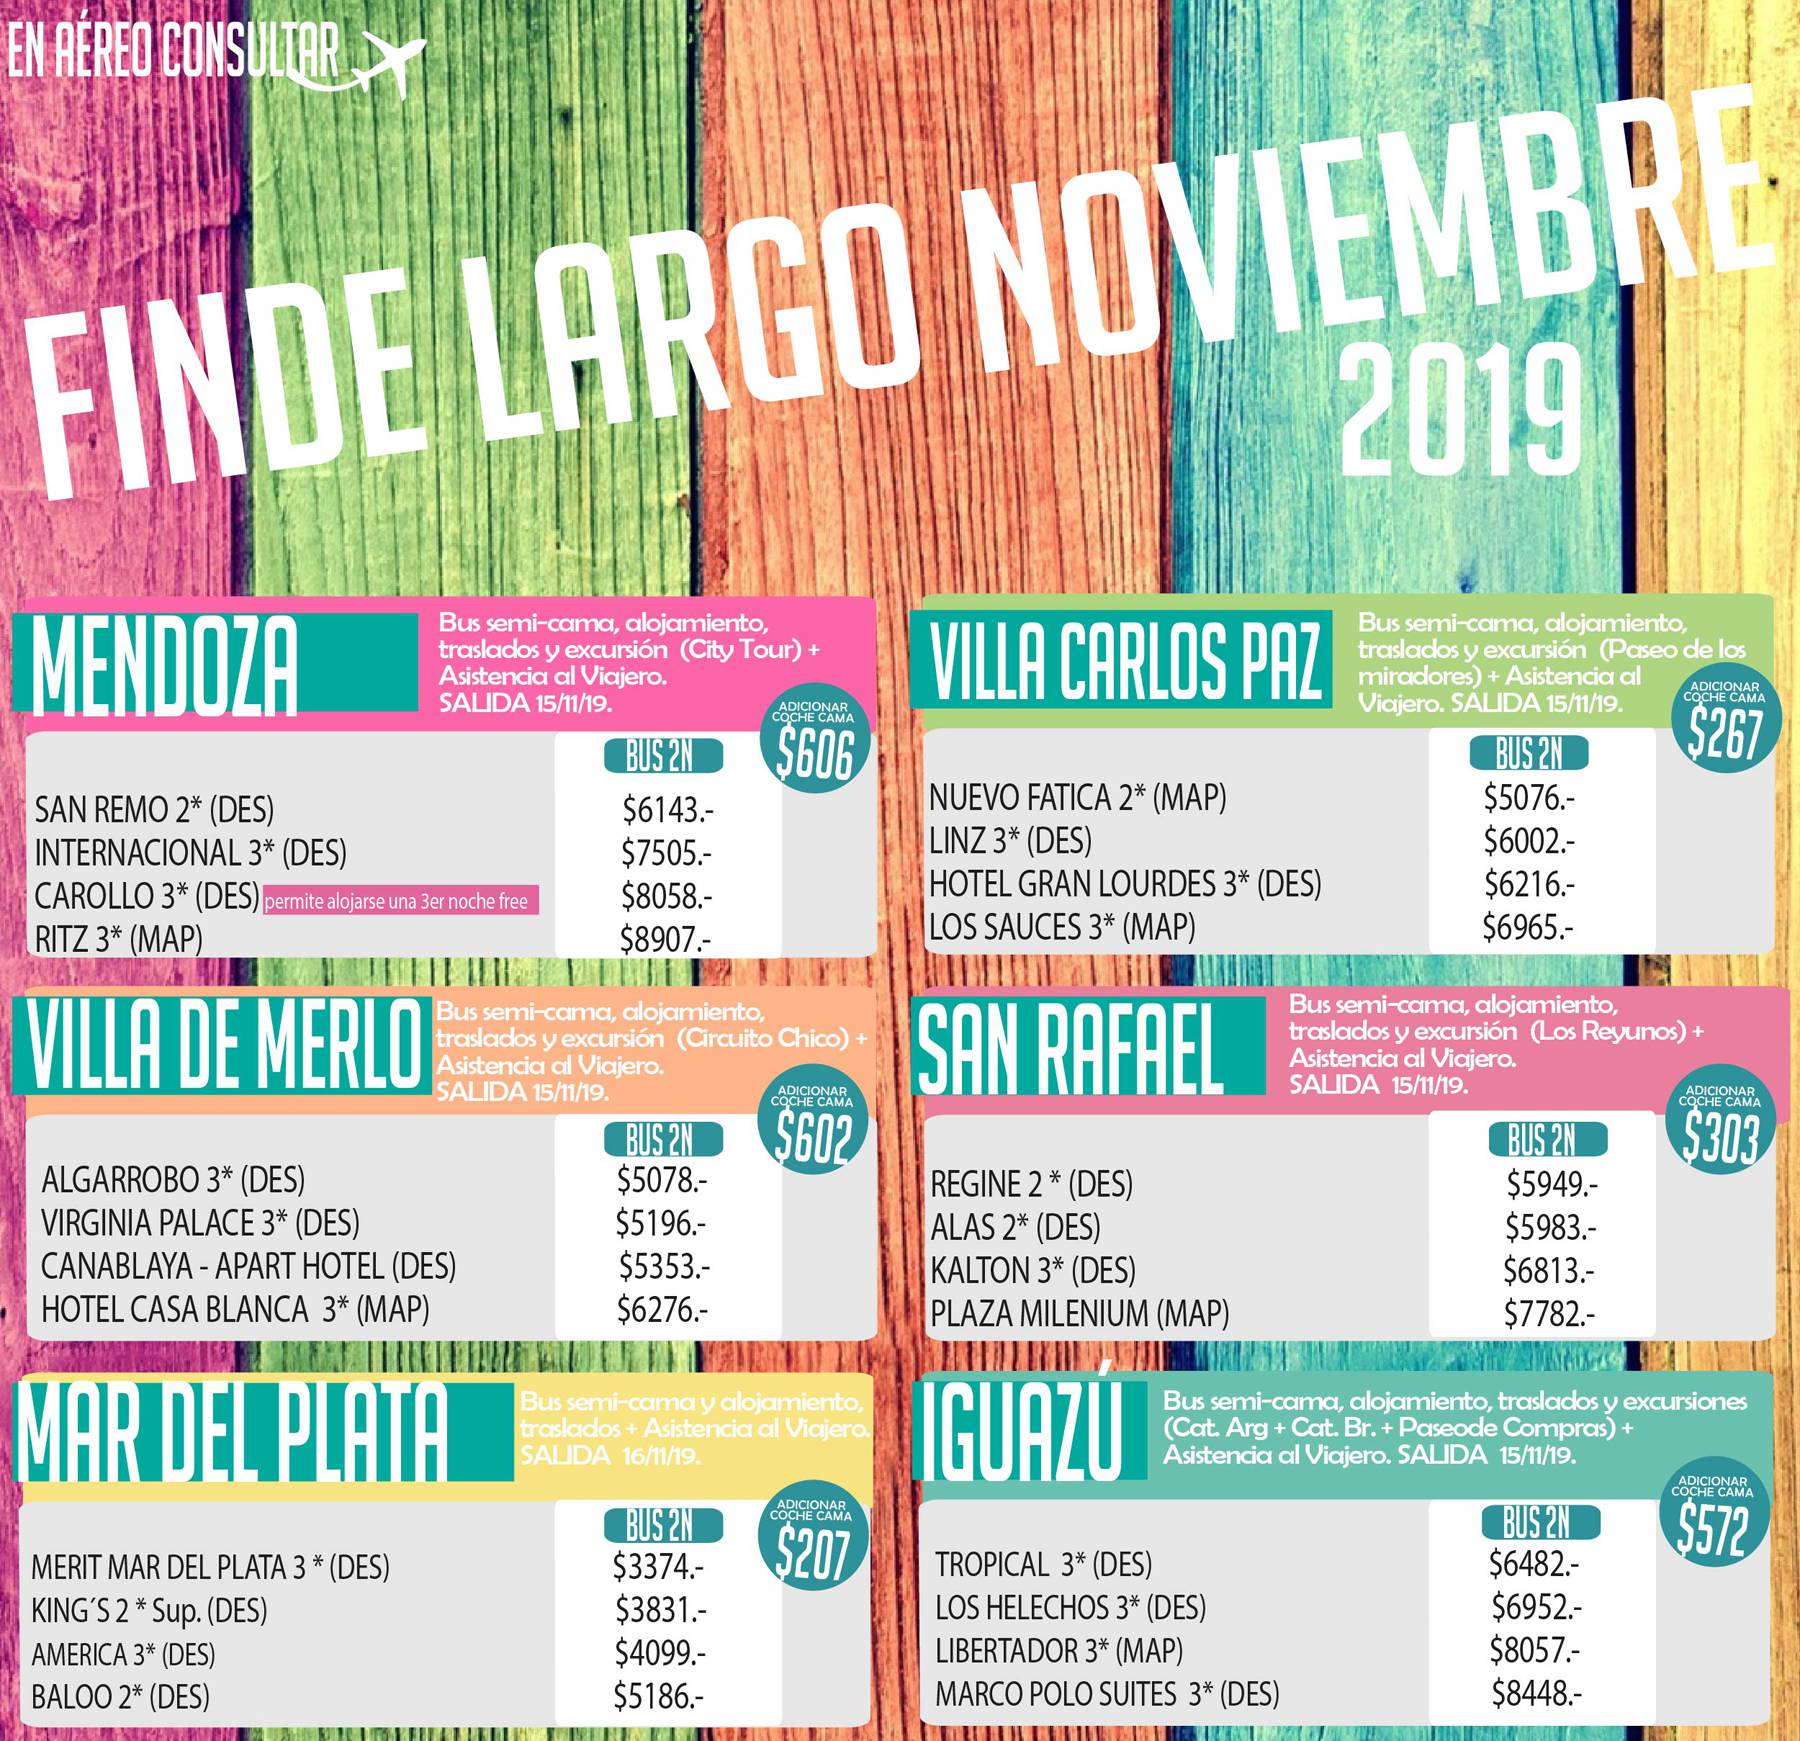 EN AÉREO CONSULTAR
FINDE LARGO NOVIEMBRE
2019
MENDOZA
Bus semi-cama, alojamiento,
traslados y excursión (City Tour) +
Asistencia al Viajero.
SALIDA 15/11/19.
ADICIONAR
COCHE CAMA
$606
BUS 2N
SAN REMO 2* (DES) $6143.-
INTERNACIONAL 3* (DES) $7505.-
CAROLLO 3* (DES) permite alojarse una 3er noche free $8058.-
RITZ 3* (MAP) $8907.-
VILLA CARLOS PAZ
Bus semi-cama, alojamiento,
traslados y excursión (Paseo de los
miradores) + Asistencia al
Viajero. SALIDA 15/11/19.
ADICIONAR
COCHE CAMA
$267
BUS 2N
NUEVO FATICA 2* (MAP) $5076.-
LINZ 3* (DES) $6002.-
HOTEL GRAN LOURDES 3* (DES) $6216.-
LOS SAUCES 3* (MAP) $6965.-
VILLA DE MERLO
Bus semi-cama, alojamiento,
traslados y excursión (Circuito Chico) +
Asistencia al Viajero.
SALIDA 15/11/19.
ADICIONAR
COCHE CAMA
$602
BUS 2N
ALGARROBO 3* (DES) $5078.-
VIRGINIA PALACE 3* (DES) $5196.-
CANABLAYA - APART HOTEL (DES) $5353.-
HOTEL CASA BLANCA 3* (MAP) $6276.-
SAN RAFAEL
Bus semi-cama, alojamiento,
traslados y excursión (Los Reyunos) +
Asistencia al Viajero.
SALIDA 15/11/19.
ADICIONAR
COCHE CAMA
$303
BUS 2N
REGINE 2 * (DES) $5949.-
ALAS 2* (DES) $5983.-
KALTON 3* (DES) $6813.-
PLAZA MILENIUM (MAP) $7782.-
MAR DEL PLATA
Bus semi-cama y alojamiento,
traslados + Asistencia al Viajero.
SALIDA 16/11/19.
ADICIONAR
COCHE CAMA
$207
BUS 2N
MERIT MAR DEL PLATA 3 * (DES) $3374.-
KING´S 2 * Sup. (DES) $3831.-
AMERICA 3* (DES) $4099.-
BALOO 2* (DES) $5186.-
IGUAZÚ
Bus semi-cama, alojamiento, traslados y excursiones
(Cat. Arg + Cat. Br. + Paseode Compras) +
Asistencia al Viajero. SALIDA 15/11/19.
ADICIONAR
COCHE CAMA
$572
BUS 2N
TROPICAL 3* (DES) $6482.-
LOS HELECHOS 3* (DES) $6952.-
LIBERTADOR 3* (MAP) $8057.-
MARCO POLO SUITES 3* (DES) $8448.-